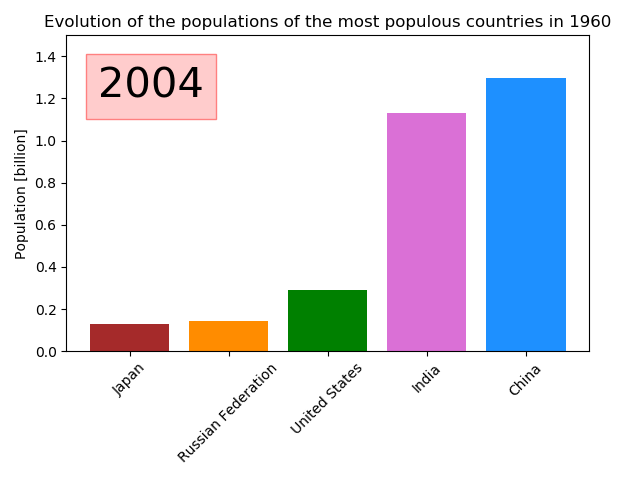 Evolution of the populations of the most populous countries in 1960
2004
Population [billion]
1.4
1.2
1.0
0.8
0.6
0.4
0.2
0.0
Japan
Russian Federation
United States
India
China